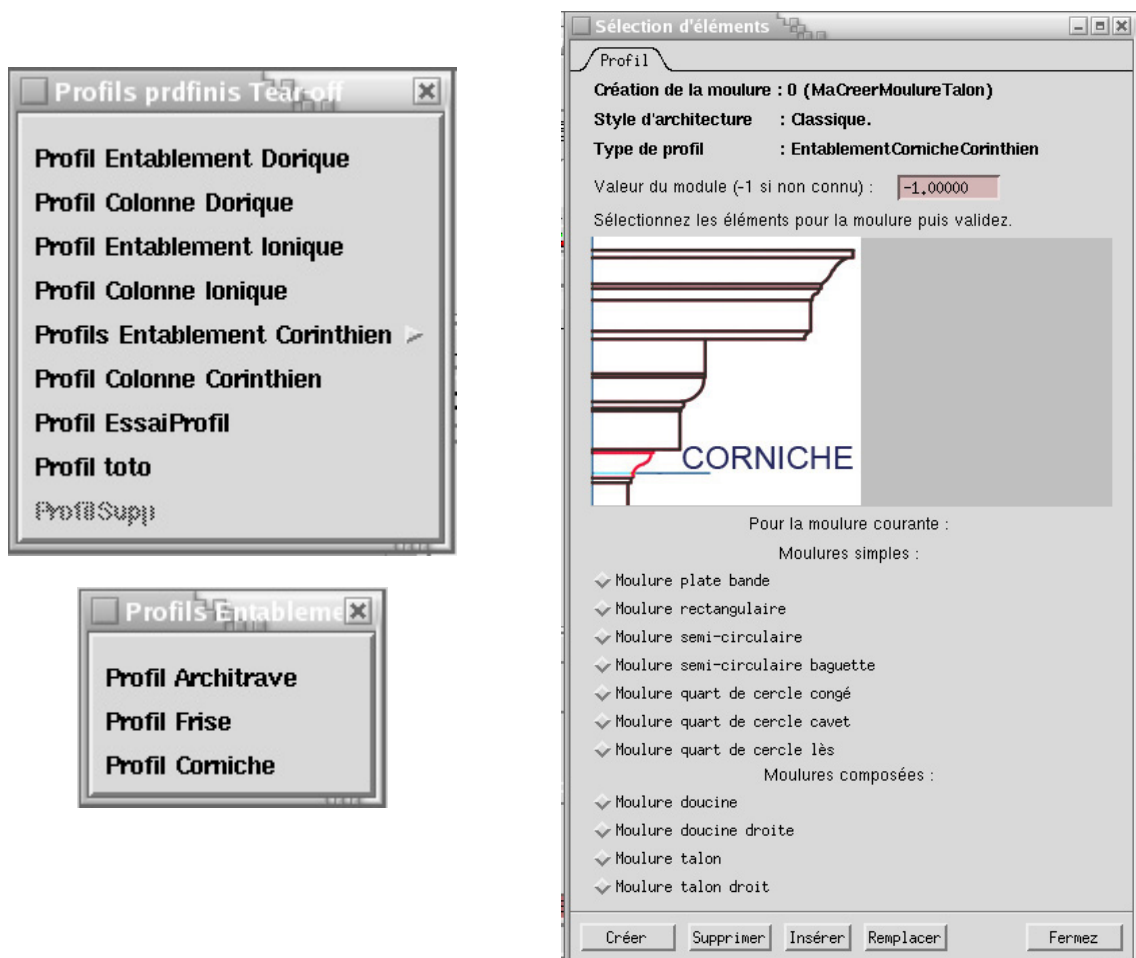 Profils prdfinis Tear-off
Profil Entablement Dorique
Profil Colonne Dorique
Profil Entablement Ionique
Profil Colonne Ionique
Profils Entablement Corinthien
Profil Colonne Corinthien
Profil EssaiProfil
Profil toto
ProfilSupp
Profils Entableme
Profil Architrave
Profil Frise
Profil Corniche
Sélection d'éléments
Profil
Création de la moulure : 0 (MaCreerMoulureTalon)
Style d'architecture : Classique.
Type de profil : EntablementCornicheCorinthien
Valeur du module (-1 si non connu) : -1.00000
Sélectionnez les éléments pour la moulure puis validez.
CORNICHE
Pour la moulure courante :
Moulures simples :
Moulure plate bande
Moulure rectangulaire
Moulure semi-circulaire
Moulure semi-circulaire baguette
Moulure quart de cercle congé
Moulure quart de cercle cavet
Moulure quart de cercle lès
Moulures composées :
Moulure doucine
Moulure doucine droite
Moulure talon
Moulure talon droit
Créer Supprimer Insérer Remplacer Fermez